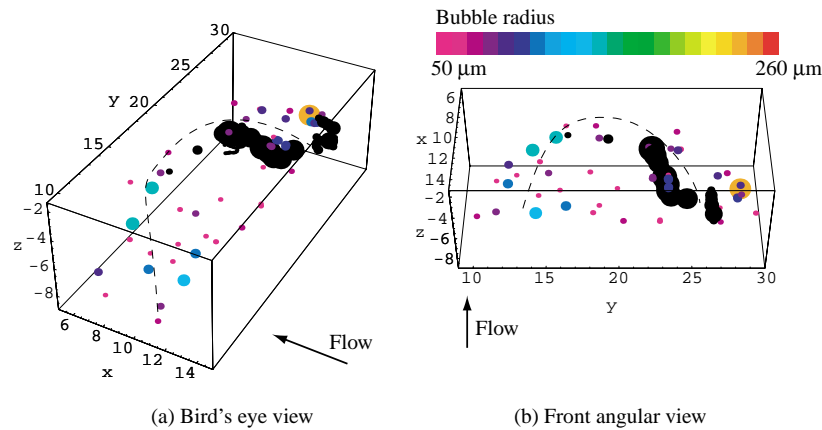 Bubble radius
50 μm 260 μm
30
25
y
20
15
10
-2
z -4
-6
-8
6
8
10
12
14
x
Flow
(a) Bird's eye view
6
8
x 10
12
14
-2
-4
z -6
-8
10 15 20 25 30
Y
Flow
(b) Front angular view